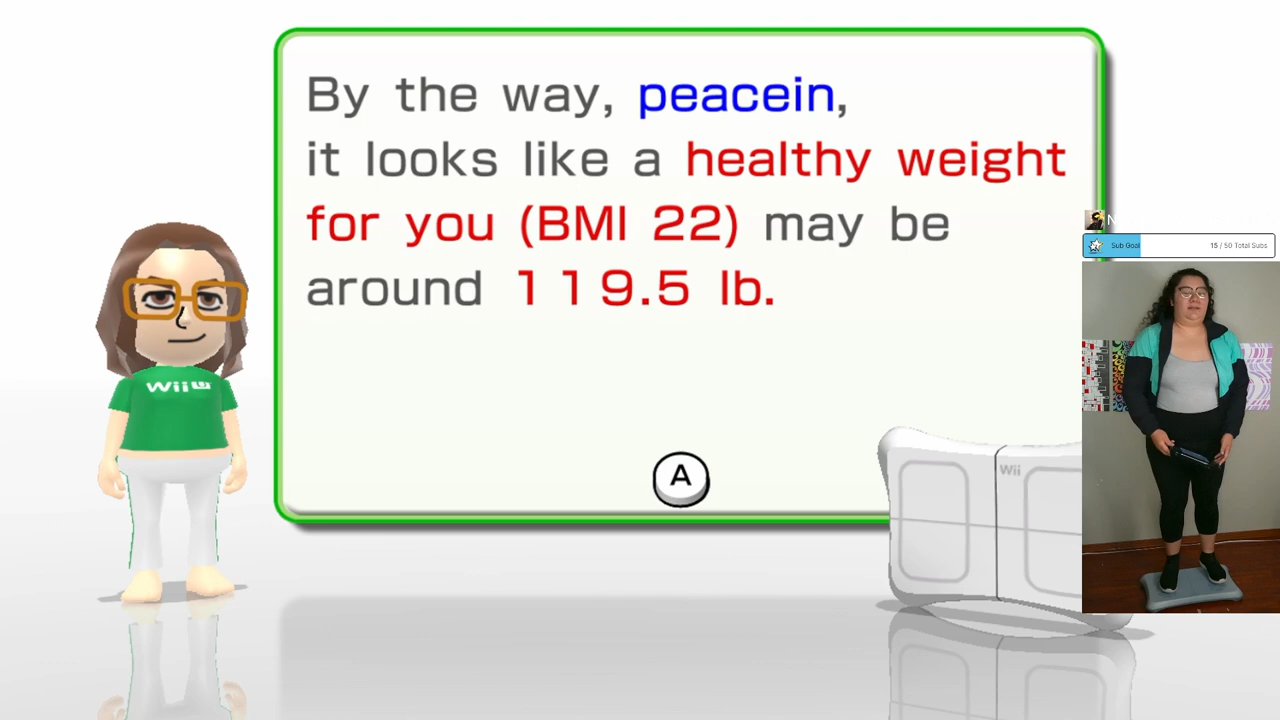 By the way, peacein,
it looks like a healthy weight
for you (BMI 22) may be
around 119.5 lb.
A
Wii U
Wii
Sub Goal
15 / 50 Total Subs